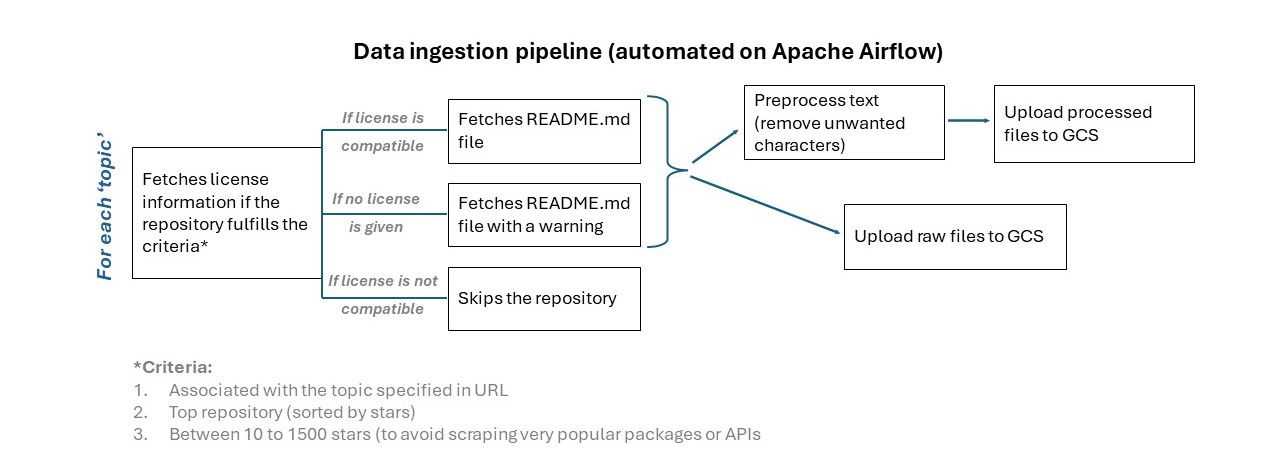 Data ingestion pipeline (automated on Apache Airflow)
For each ‘topic’
Fetches license
information if the
repository fulfills the
criteria*
If license is
compatible
Fetches README.md
file
If no license
is given
Fetches README.md
file with a warning
If license is not
compatible
Skips the repository
Preprocess text
(remove unwanted
characters)
Upload processed
files to GCS
Upload raw files to GCS
*Criteria:
1. Associated with the topic specified in URL
2. Top repository (sorted by stars)
3. Between 10 to 1500 stars (to avoid scraping very popular packages or APIs